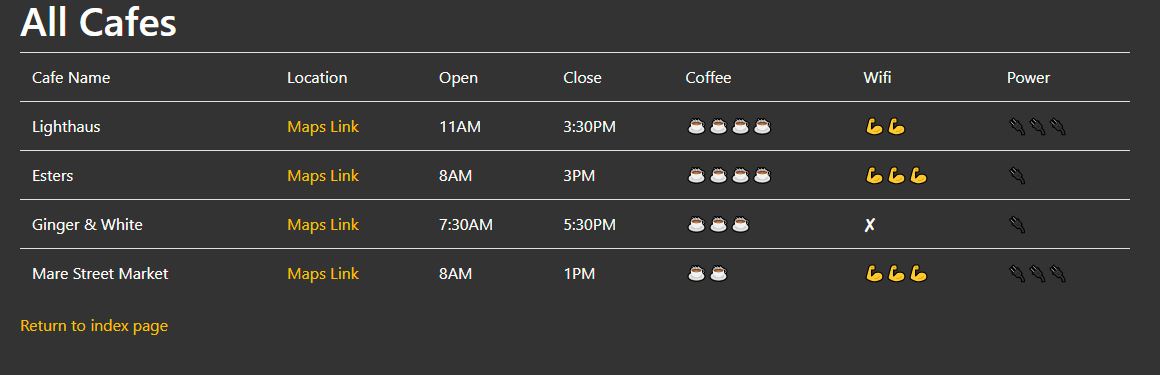 All Cafes
Cafe Name Location Open Close Coffee Wifi Power
Lighthaus Maps Link 11AM 3:30PM ☕☕☕☕ 💪💪 🔌🔌🔌
Esters Maps Link 8AM 3PM ☕☕☕☕ 💪💪💪 🔌
Ginger & White Maps Link 7:30AM 5:30PM ☕☕☕ ✘ 🔌
Mare Street Market Maps Link 8AM 1PM ☕☕ 💪💪💪 🔌🔌🔌
Return to index page